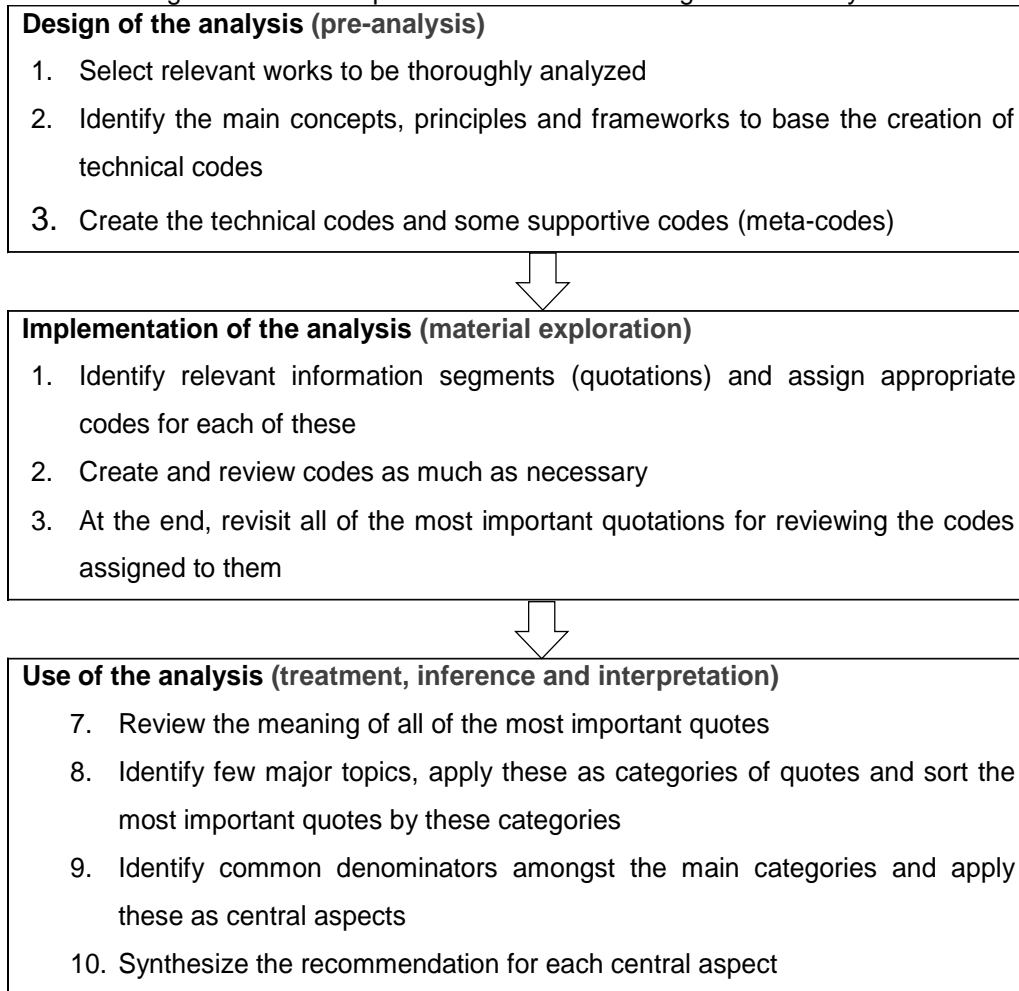 Design of the analysis (pre-analysis)
1. Select relevant works to be thoroughly analyzed
2. Identify the main concepts, principles and frameworks to base the creation of
technical codes
3. Create the technical codes and some supportive codes (meta-codes)
Implementation of the analysis (material exploration)
1. Identify relevant information segments (quotations) and assign appropriate
codes for each of these
2. Create and review codes as much as necessary
3. At the end, revisit all of the most important quotations for reviewing the codes
assigned to them
Use of the analysis (treatment, inference and interpretation)
7. Review the meaning of all of the most important quotes
8. Identify few major topics, apply these as categories of quotes and sort the
most important quotes by these categories
9. Identify common denominators amongst the main categories and apply
these as central aspects
10. Synthesize the recommendation for each central aspect